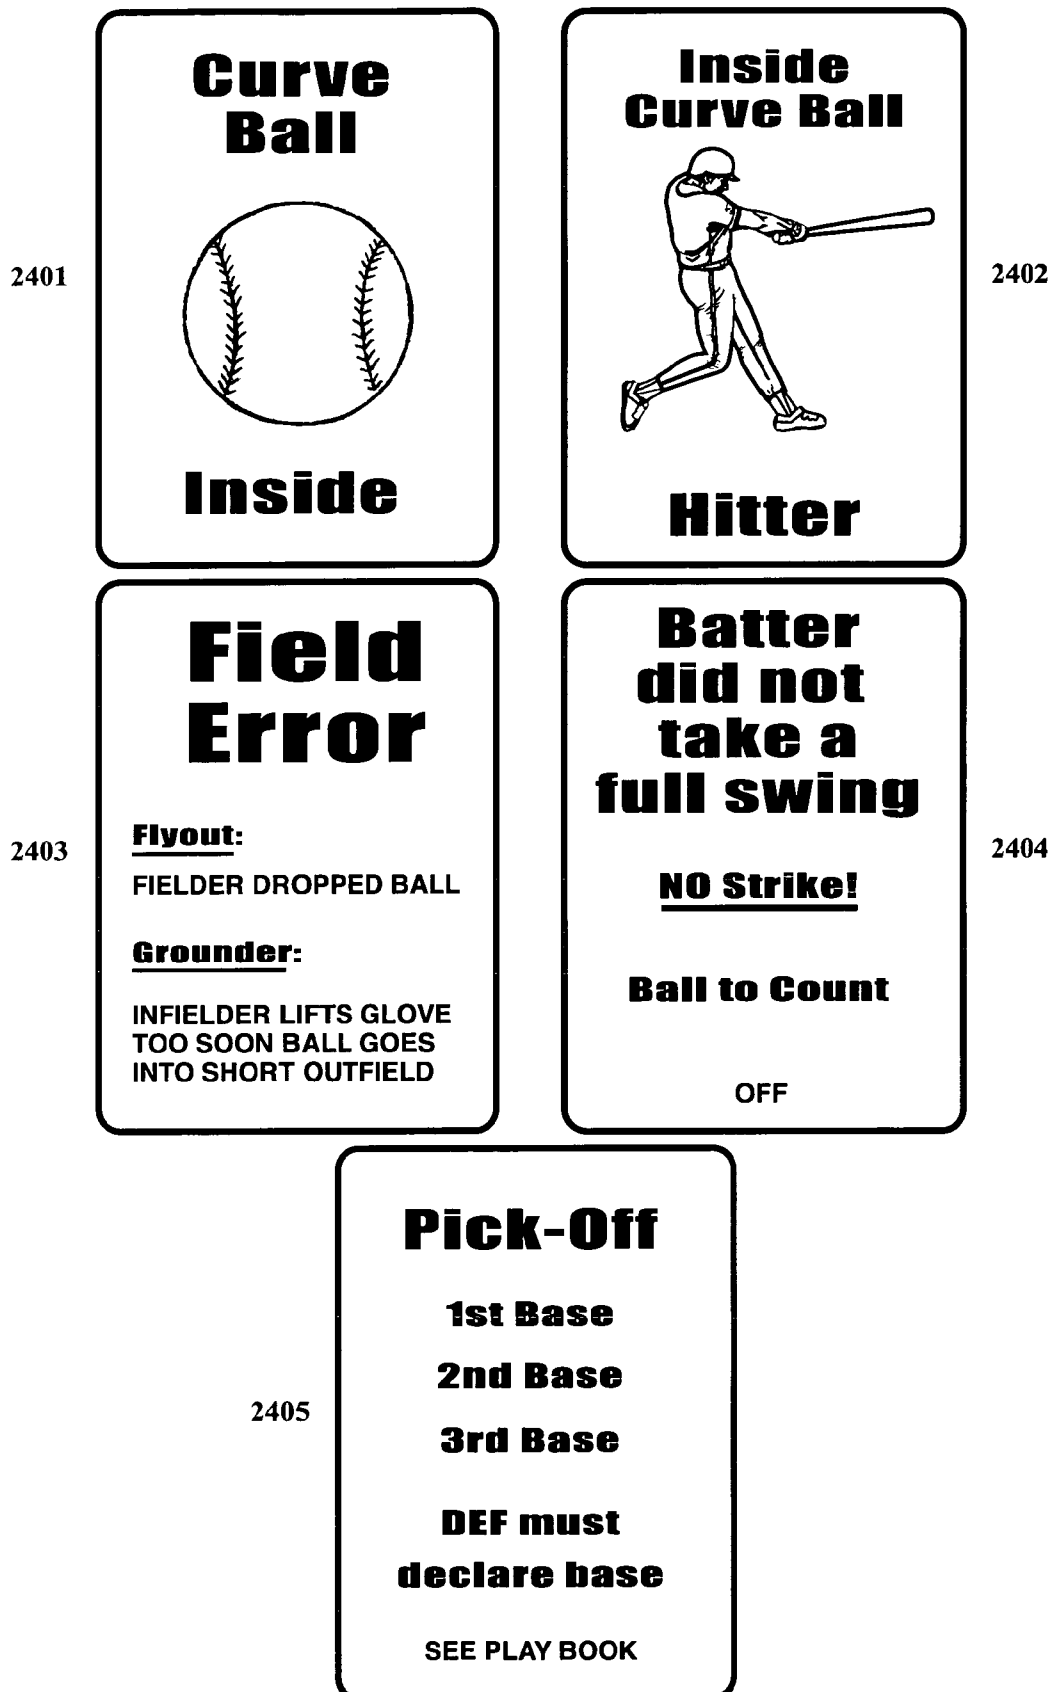 Curve
Ball
Inside
2401
Inside
Curve Ball
Hitter
2402
Field
Error
Flyout:
FIELDER DROPPED BALL
Grounder:
INFIELDER LIFTS GLOVE
TOO SOON BALL GOES
INTO SHORT OUTFIELD
2403
Batter
did not
take a
full swing
NO Strike!
Ball to Count
OFF
2404
Pick-Off
1st Base
2nd Base
3rd Base
DEF must
declare base
SEE PLAY BOOK
2405